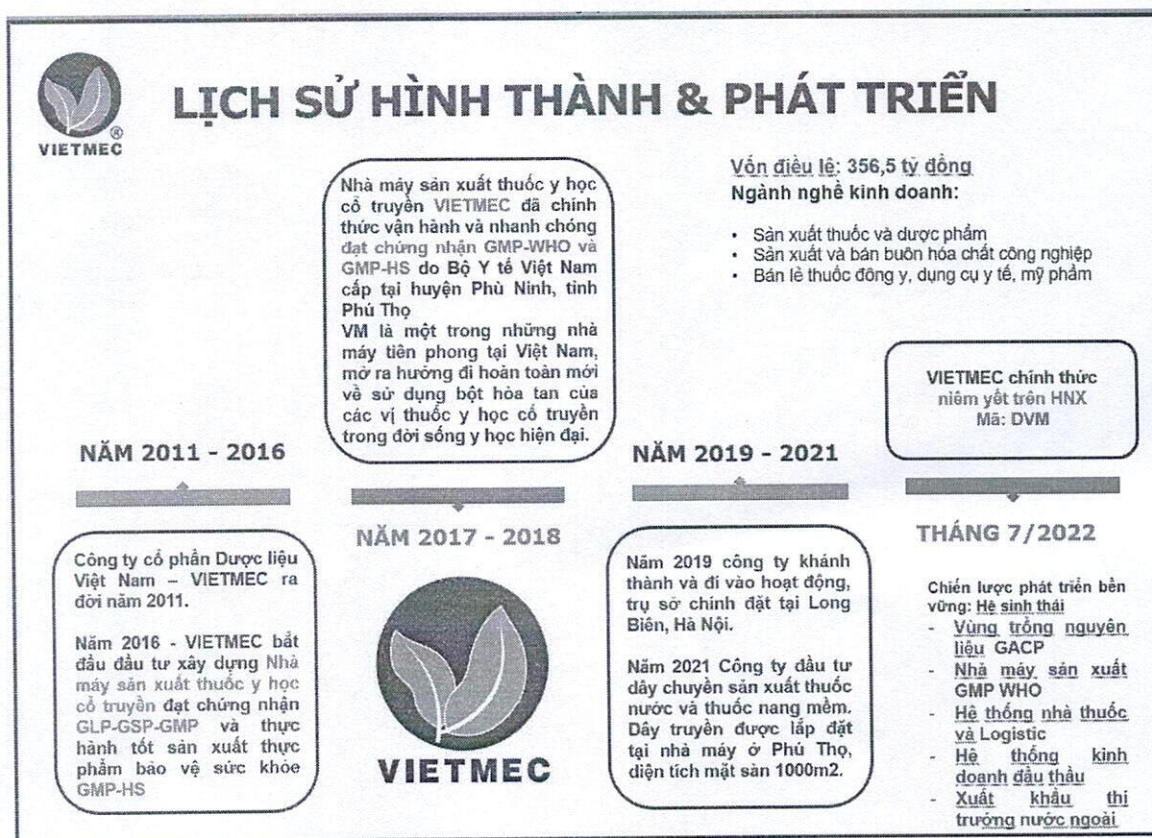 VIETMEC
®
LỊCH SỬ HÌNH THÀNH & PHÁT TRIỂN
Vốn điều lệ: 356,5 tỷ đồng
Ngành nghề kinh doanh:
• Sản xuất thuốc và dược phẩm
• Sản xuất và bán buôn hóa chất công nghiệp
• Bán lẻ thuốc đông y, dụng cụ y tế, mỹ phẩm
Nhà máy sản xuất thuốc y học
cổ truyền VIETMEC đã chính
thức vận hành và nhanh chóng
đạt chứng nhận GMP-WHO và
GMP-HS do Bộ Y tế Việt Nam
cấp tại huyện Phù Ninh, tỉnh
Phú Thọ
VM là một trong những nhà
máy tiên phong tại Việt Nam,
mở ra hướng đi hoàn toàn mới
về sử dụng bột hòa tan của
các vị thuốc y học cổ truyền
trong đời sống y học hiện đại.
VIETMEC chính thức
niêm yết trên HNX
Mã: DVM
NĂM 2011 - 2016
NĂM 2019 - 2021
NĂM 2017 - 2018
THÁNG 7/2022
Công ty cổ phần Dược liệu
Việt Nam – VIETMEC ra
đời năm 2011.
Năm 2016 - VIETMEC bắt
đầu đầu tư xây dựng Nhà
máy sản xuất thuốc y học
cổ truyền đạt chứng nhận
GLP-GSP-GMP và thực
hành tốt sản xuất thực
phẩm bảo vệ sức khỏe
GMP-HS
VIETMEC
Năm 2019 công ty khánh
thành và đi vào hoạt động,
trụ sở chính đặt tại Long
Biên, Hà Nội.
Năm 2021 Công ty đầu tư
dây chuyền sản xuất thuốc
nước và thuốc nang mềm.
Dây truyền được lắp đặt
tại nhà máy ở Phú Thọ,
diện tích mặt sàn 1000m2.
Chiến lược phát triển bền
vững: Hệ sinh thái
- Vùng trồng nguyên
liệu GACP
- Nhà máy sản xuất
GMP WHO
- Hệ thống nhà thuốc
và Logistic
- Hệ thống kinh
doanh đấu thầu
- Xuất khẩu thị
trường nước ngoài